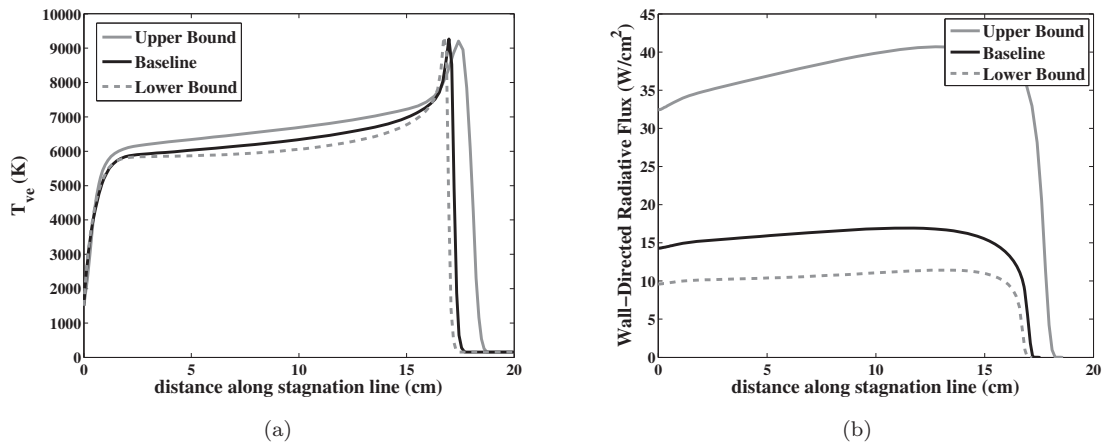 10000
9000
8000
7000
6000
5000
4000
3000
2000
1000
0
T_ve (K)
Upper Bound
Baseline
Lower Bound
0 5 10 15 20
distance along stagnation line (cm)
(a)
45
40
35
30
25
20
15
10
5
0
Wall−Directed Radiative Flux (W/cm²)
Upper Bound
Baseline
Lower Bound
0 5 10 15 20
distance along stagnation line (cm)
(b)